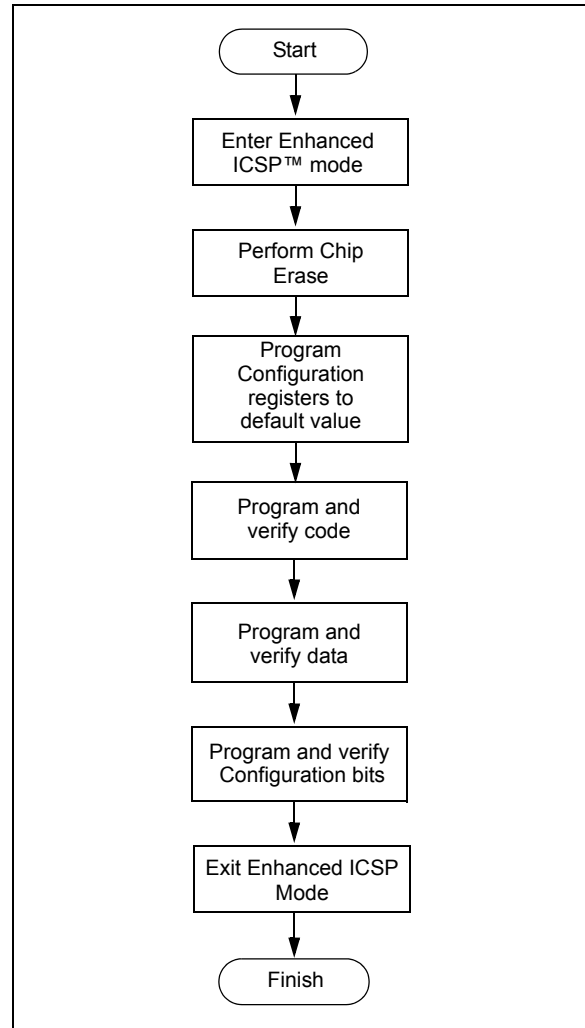 Start
Enter Enhanced
ICSP™ mode
Perform Chip
Erase
Program
Configuration
registers to
default value
Program and
verify code
Program and
verify data
Program and verify
Configuration bits
Exit Enhanced ICSP
Mode
Finish